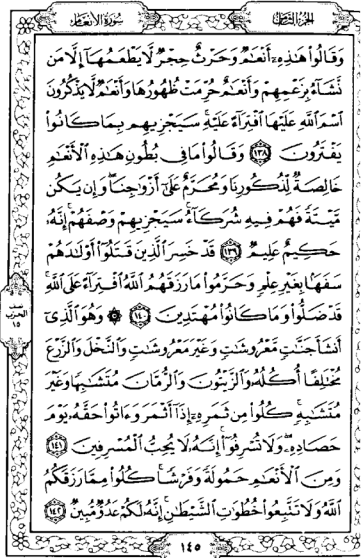 سورة الأنعام
الجزء الثامن
وَقَالُوا۟ هَـٰذِهِۦٓ أَنْعَـٰمٌ وَحَرْثٌ حِجْرٌ لَّا يَطْعَمُهَآ إِلَّا مَن
نَّشَآءُ بِزَعْمِهِمْ وَأَنْعَـٰمٌ حُرِّمَتْ ظُهُورُهَا وَأَنْعَـٰمٌ لَّا يَذْكُرُونَ
ٱسْمَ ٱللَّهِ عَلَيْهَا ٱفْتِرَآءً عَلَيْهِ ۚ سَيَجْزِيهِم بِمَا كَانُوا۟
يَفْتَرُونَ ١٣٨ وَقَالُوا۟ مَا فِى بُطُونِ هَـٰذِهِ ٱلْأَنْعَـٰمِ
خَالِصَةٌ لِّذُكُورِنَا وَمُحَرَّمٌ عَلَىٰٓ أَزْوَٰجِنَا ۖ وَإِن يَكُن
مَّيْتَةً فَهُمْ فِيهِ شُرَكَآءُ ۚ سَيَجْزِيهِمْ وَصْفَهُمْ ۚ إِنَّهُۥ
حَكِيمٌ عَلِيمٌ ١٣٩ قَدْ خَسِرَ ٱلَّذِينَ قَتَلُوٓا۟ أَوْلَـٰدَهُمْ
سَفَهًۢا بِغَيْرِ عِلْمٍ وَحَرَّمُوا۟ مَا رَزَقَهُمُ ٱللَّهُ ٱفْتِرَآءً عَلَى ٱللَّهِ ۚ
قَدْ ضَلُّوا۟ وَمَا كَانُوا۟ مُهْتَدِينَ ١٤٠ ۞ وَهُوَ ٱلَّذِىٓ
أَنشَأَ جَنَّـٰتٍ مَّعْرُوشَـٰتٍ وَغَيْرَ مَعْرُوشَـٰتٍ وَٱلنَّخْلَ وَٱلزَّرْعَ
مُخْتَلِفًا أُكُلُهُۥ وَٱلزَّيْتُونَ وَٱلرُّمَّانَ مُتَشَـٰبِهًا وَغَيْرَ
مُتَشَـٰبِهٍ ۚ كُلُوا۟ مِن ثَمَرِهِۦٓ إِذَآ أَثْمَرَ وَءَاتُوا۟ حَقَّهُۥ يَوْمَ
حَصَادِهِۦ ۖ وَلَا تُسْرِفُوٓا۟ ۚ إِنَّهُۥ لَا يُحِبُّ ٱلْمُسْرِفِينَ ١٤١
وَمِنَ ٱلْأَنْعَـٰمِ حَمُولَةً وَفَرْشًا ۚ كُلُوا۟ مِمَّا رَزَقَكُمُ
ٱللَّهُ وَلَا تَتَّبِعُوا۟ خُطُوَٰتِ ٱلشَّيْطَـٰنِ ۚ إِنَّهُۥ لَكُمْ عَدُوٌّ مُّبِينٌ ١٤٢
نصف
الحزب
١٥
١٤٥